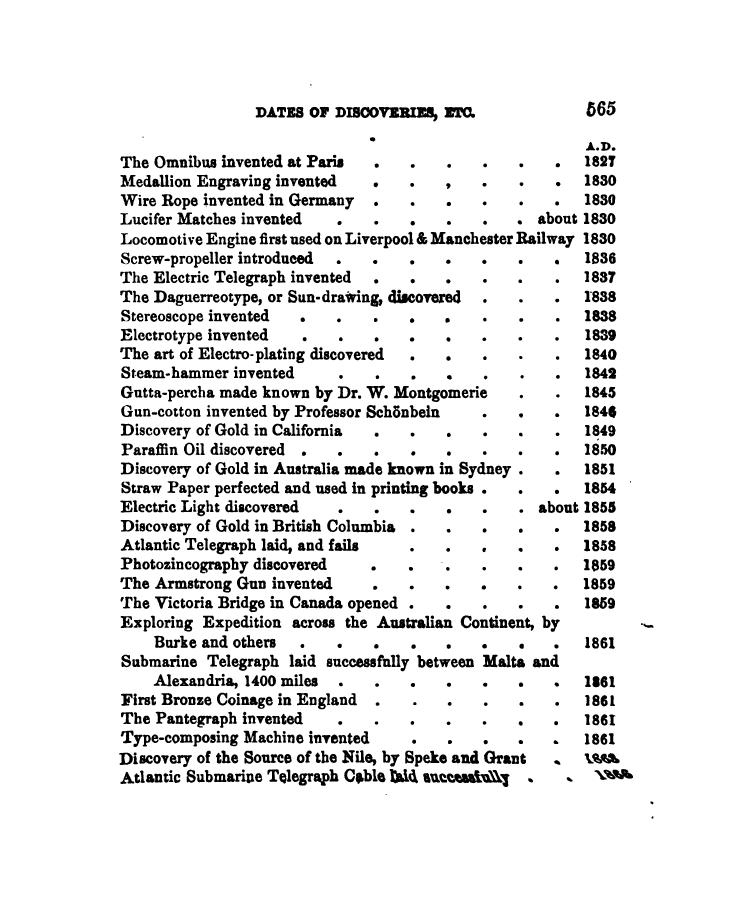 DATES OF DISCOVERIES, ETC. 565
A.D.
The Omnibus invented at Paris . . . . . . 1827
Medallion Engraving invented . . , . . . 1830
Wire Rope invented in Germany . . . . . . 1830
Lucifer Matches invented . . . . . . about 1830
Locomotive Engine first used on Liverpool & Manchester Railway 1830
Screw-propeller introduced . . . . . . . 1836
The Electric Telegraph invented . . . . . . 1837
The Daguerreotype, or Sun-drawing, discovered . . . 1838
Stereoscope invented . . . . . . . . 1838
Electrotype invented . . . . . . . . 1839
The art of Electro-plating discovered . . . . . 1840
Steam-hammer invented . . . . . . . 1842
Gutta-percha made known by Dr. W. Montgomerie . . 1845
Gun-cotton invented by Professor Schönbein . . . 1846
Discovery of Gold in California . . . . . . 1849
Paraffin Oil discovered . . . . . . . . 1850
Discovery of Gold in Australia made known in Sydney . . 1851
Straw Paper perfected and used in printing books . . . 1854
Electric Light discovered . . . . . . about 1855
Discovery of Gold in British Columbia . . . . . 1858
Atlantic Telegraph laid, and fails . . . . . 1858
Photozincography discovered . . . . . . 1859
The Armstrong Gun invented . . . . . . 1859
The Victoria Bridge in Canada opened . . . . . 1859
Exploring Expedition across the Australian Continent, by
Burke and others . . . . . . . . 1861
Submarine Telegraph laid successfully between Malta and
Alexandria, 1400 miles . . . . . . . 1861
First Bronze Coinage in England . . . . . . 1861
The Pantegraph invented . . . . . . . 1861
Type-composing Machine invented . . . . . 1861
Discovery of the Source of the Nile, by Speke and Grant .
Atlantic Submarine Telegraph Cable laid successfully . .